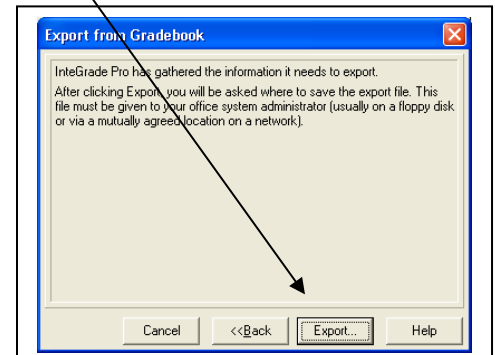 Export from Gradebook
InteGrade Pro has gathered the information it needs to export.
After clicking Export, you will be asked where to save the export file. This
file must be given to your office system administrator (usually on a floppy disk
or via a mutually agreed location on a network).
Cancel
<<Back
Export...
Help